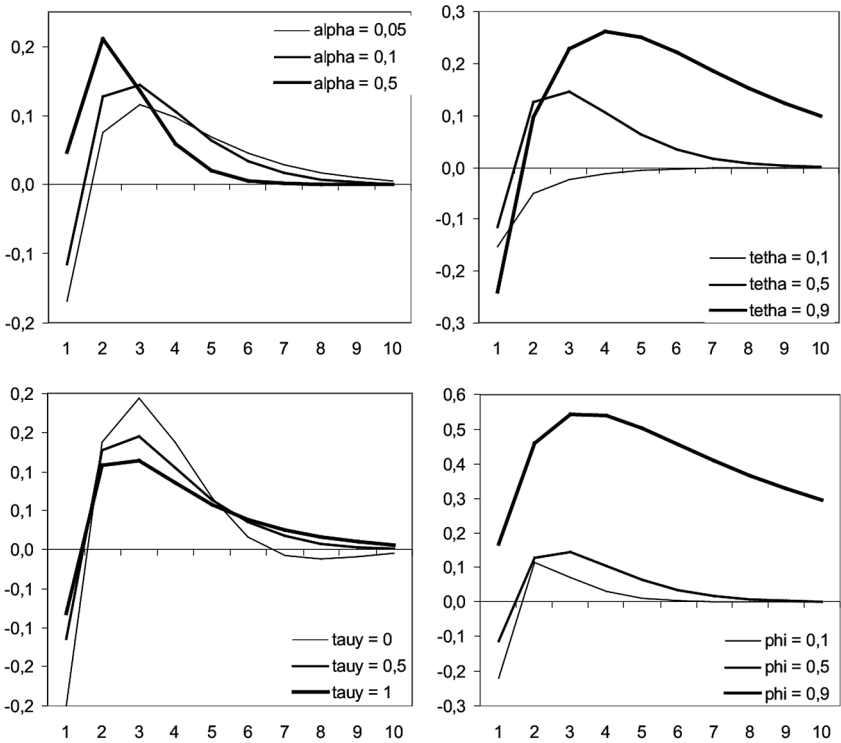 0,2
0,1
0,0
-0,1
-0,2
alpha = 0,05
alpha = 0,1
alpha = 0,5
1 2 3 4 5 6 7 8 9 10
0,3
0,2
0,1
0,0
-0,1
-0,2
-0,3
tetha = 0,1
tetha = 0,5
tetha = 0,9
1 2 3 4 5 6 7 8 9 10
0,2
0,2
0,1
0,1
0,0
-0,1
-0,1
-0,2
-0,2
tauy = 0
tauy = 0,5
tauy = 1
1 2 3 4 5 6 7 8 9 10
0,6
0,5
0,4
0,3
0,2
0,1
0,0
-0,1
-0,2
-0,3
phi = 0,1
phi = 0,5
phi = 0,9
1 2 3 4 5 6 7 8 9 10